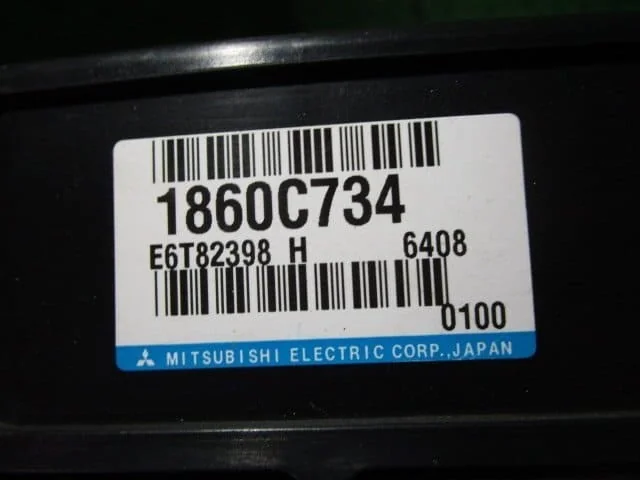 1860C734
E6T82398 H 6408
0100
MITSUBISHI ELECTRIC CORP.,JAPAN